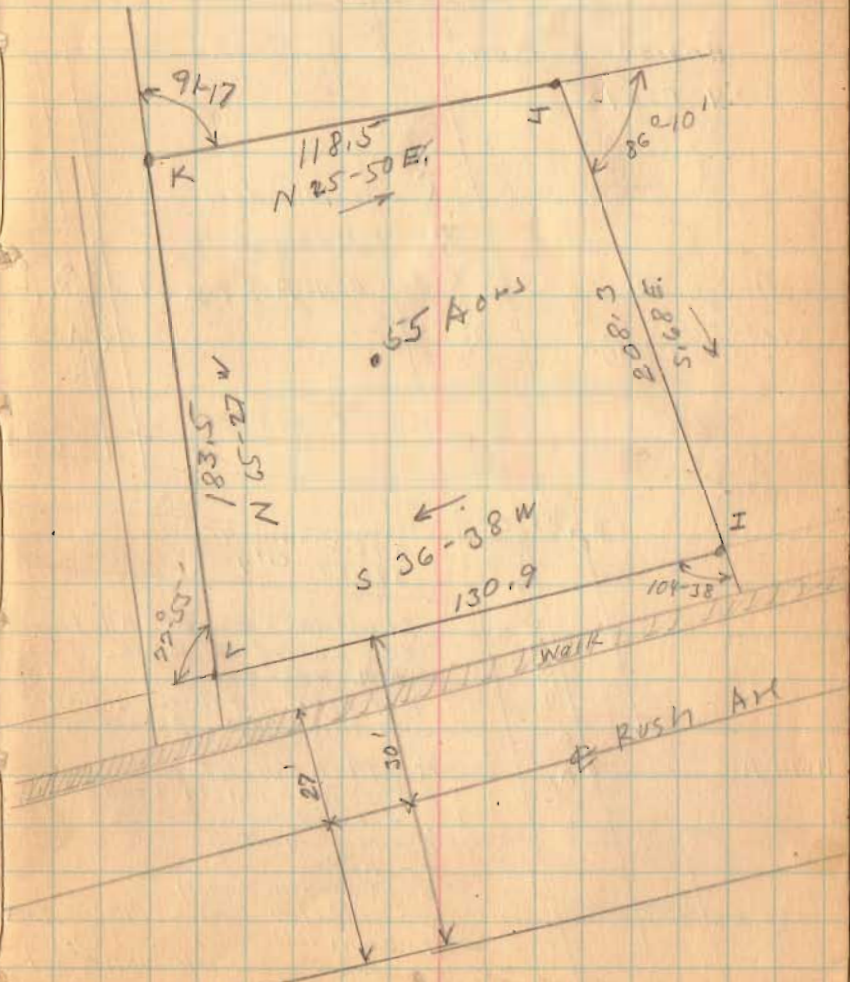 91-17
118.5
N 25-50 E.
K
H
86°-10'
208.3
S.68 E.
.55 Acres
183.5
N 65-27 W
S 36-38 W
130.9
I
104-38
77°-55'
L
Walk
℄ Rush Ave
27'
30'